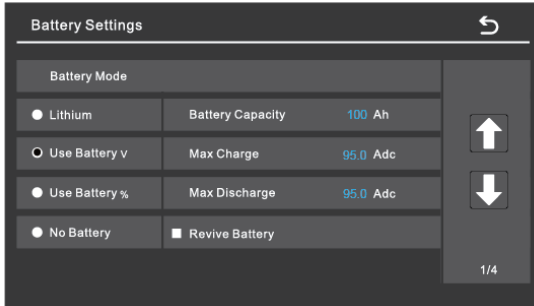 Battery Settings
Battery Mode
Lithium Battery Capacity 100 Ah
Use Battery V Max Charge 95.0 Adc
Use Battery % Max Discharge 95.0 Adc
No Battery Revive Battery
1/4